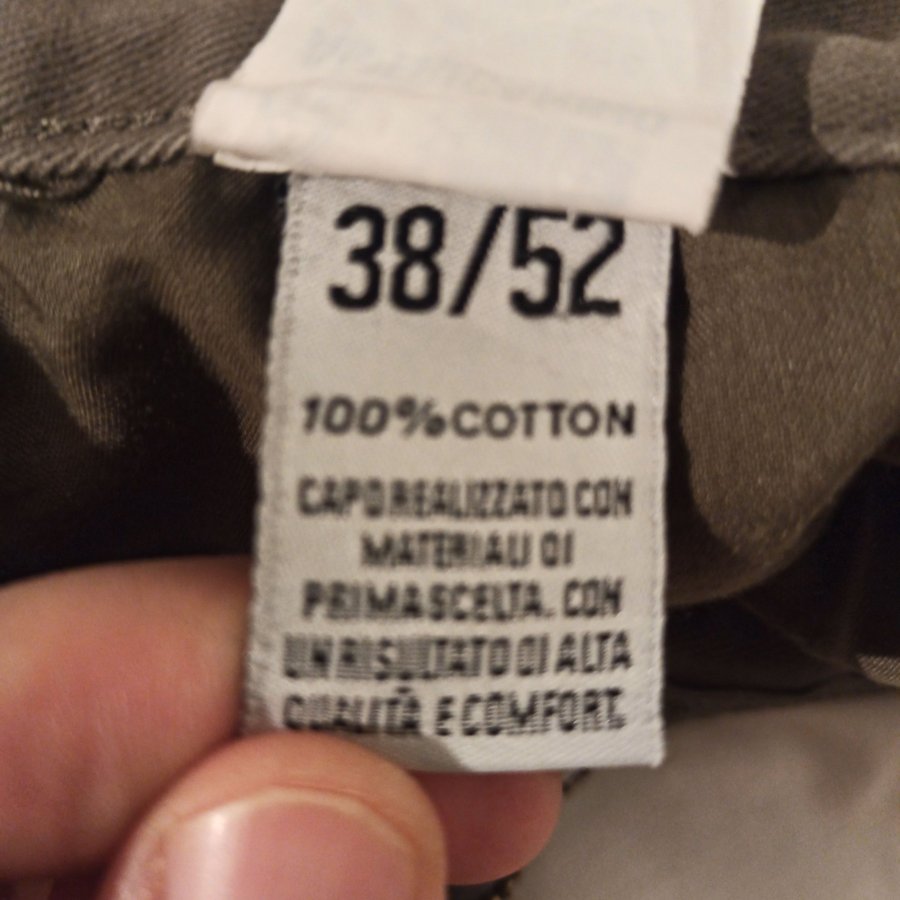 38/52
100%COTTON
CAPO REALIZZATO CON
MATERIALI DI
PRIMA SCELTA. CON
UN RISULTATO DI ALTA
QUALITÀ E COMFORT.